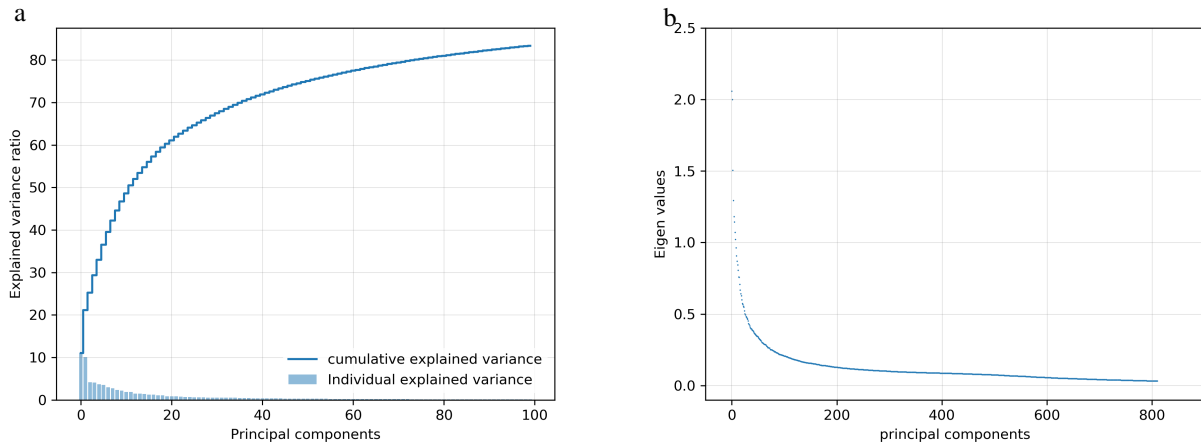 a
80
70
60
50
40
30
20
10
0
Explained variance ratio
cumulative explained variance
Individual explained variance
0 20 40 60 80 100
Principal components
b
2.5
2.0
1.5
1.0
0.5
0.0
Eigen values
0 200 400 600 800
principal components